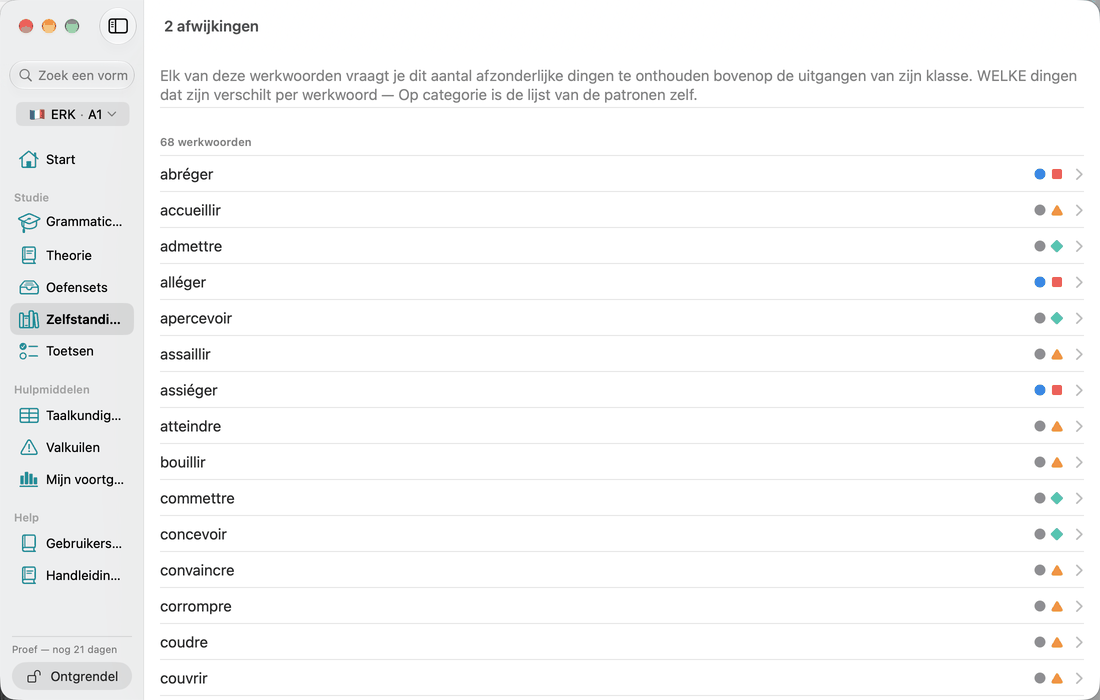 2 afwijkingen
Zoek een vorm
ERK · A1
Start
Studie
Grammatic...
Theorie
Oefensets
Zelfstandi...
Toetsen
Hulpmiddelen
Taalkundig...
Valkuilen
Mijn voortg...
Help
Gebruikers...
Handleidin...
Proef — nog 21 dagen
Ontgrendel
Elk van deze werkwoorden vraagt je dit aantal afzonderlijke dingen te onthouden bovenop de uitgangen van zijn klasse. WELKE dingen
dat zijn verschilt per werkwoord — Op categorie is de lijst van de patronen zelf.
68 werkwoorden
abréger
accueillir
admettre
alléger
apercevoir
assaillir
assiéger
atteindre
bouillir
commettre
concevoir
convaincre
corrompre
coudre
couvrir